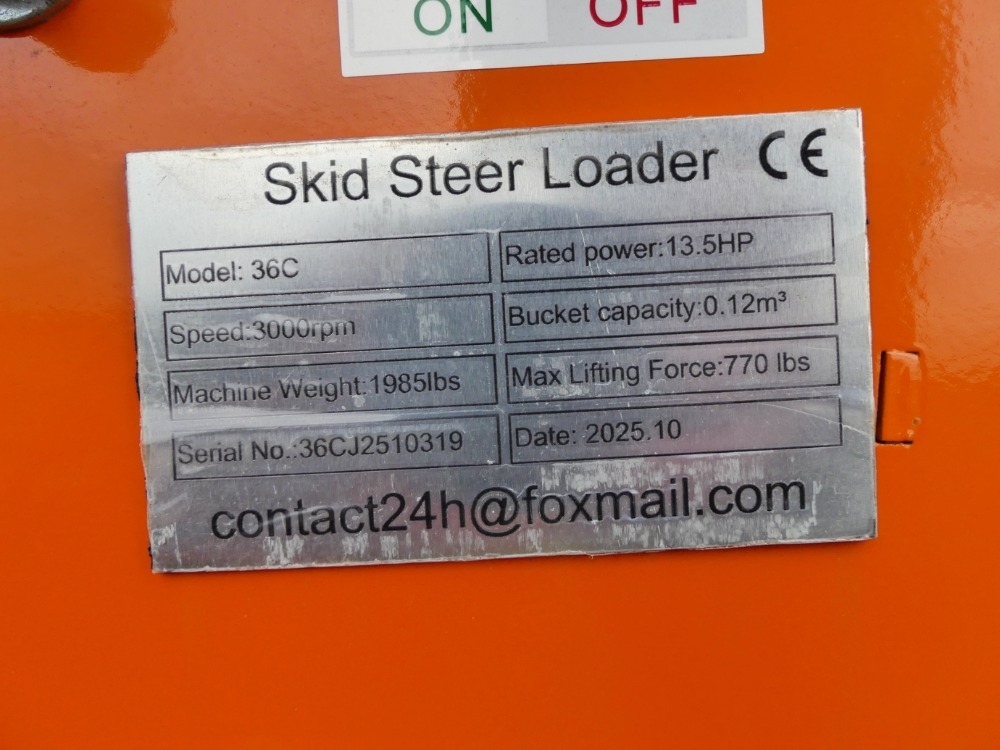 ON OFF
Skid Steer Loader CE
Model: 36C
Rated power:13.5HP
Speed:3000rpm
Bucket capacity:0.12m³
Machine Weight:1985lbs
Max Lifting Force:770 lbs
Serial No.:36CJ2510319
Date: 2025.10
contact24h@foxmail.com